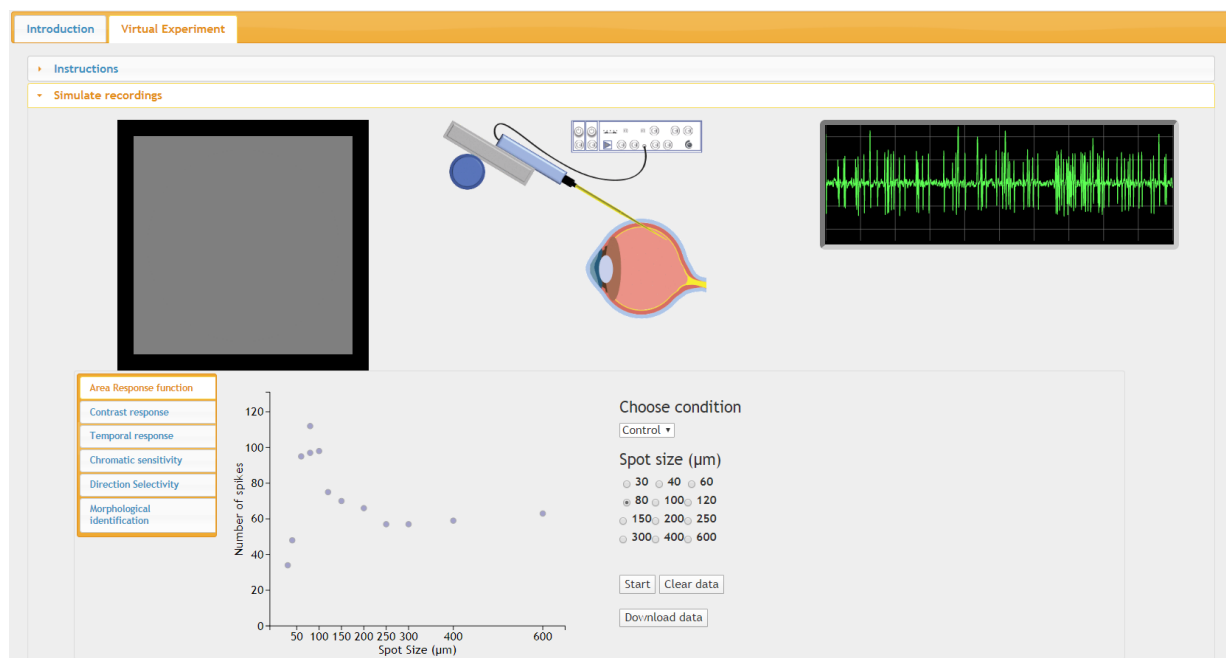 Introduction
Virtual Experiment
Instructions
Simulate recordings
Area Response function
Contrast response
Temporal response
Chromatic sensitivity
Direction Selectivity
Morphological
identification
Number of spikes
120
100
80
60
40
20
0
50 100 150 200 250 300 400 600
Spot Size (µm)
Choose condition
Control
Spot size (µm)
30 40 60
80 100 120
150 200 250
300 400 600
Start Clear data
Download data